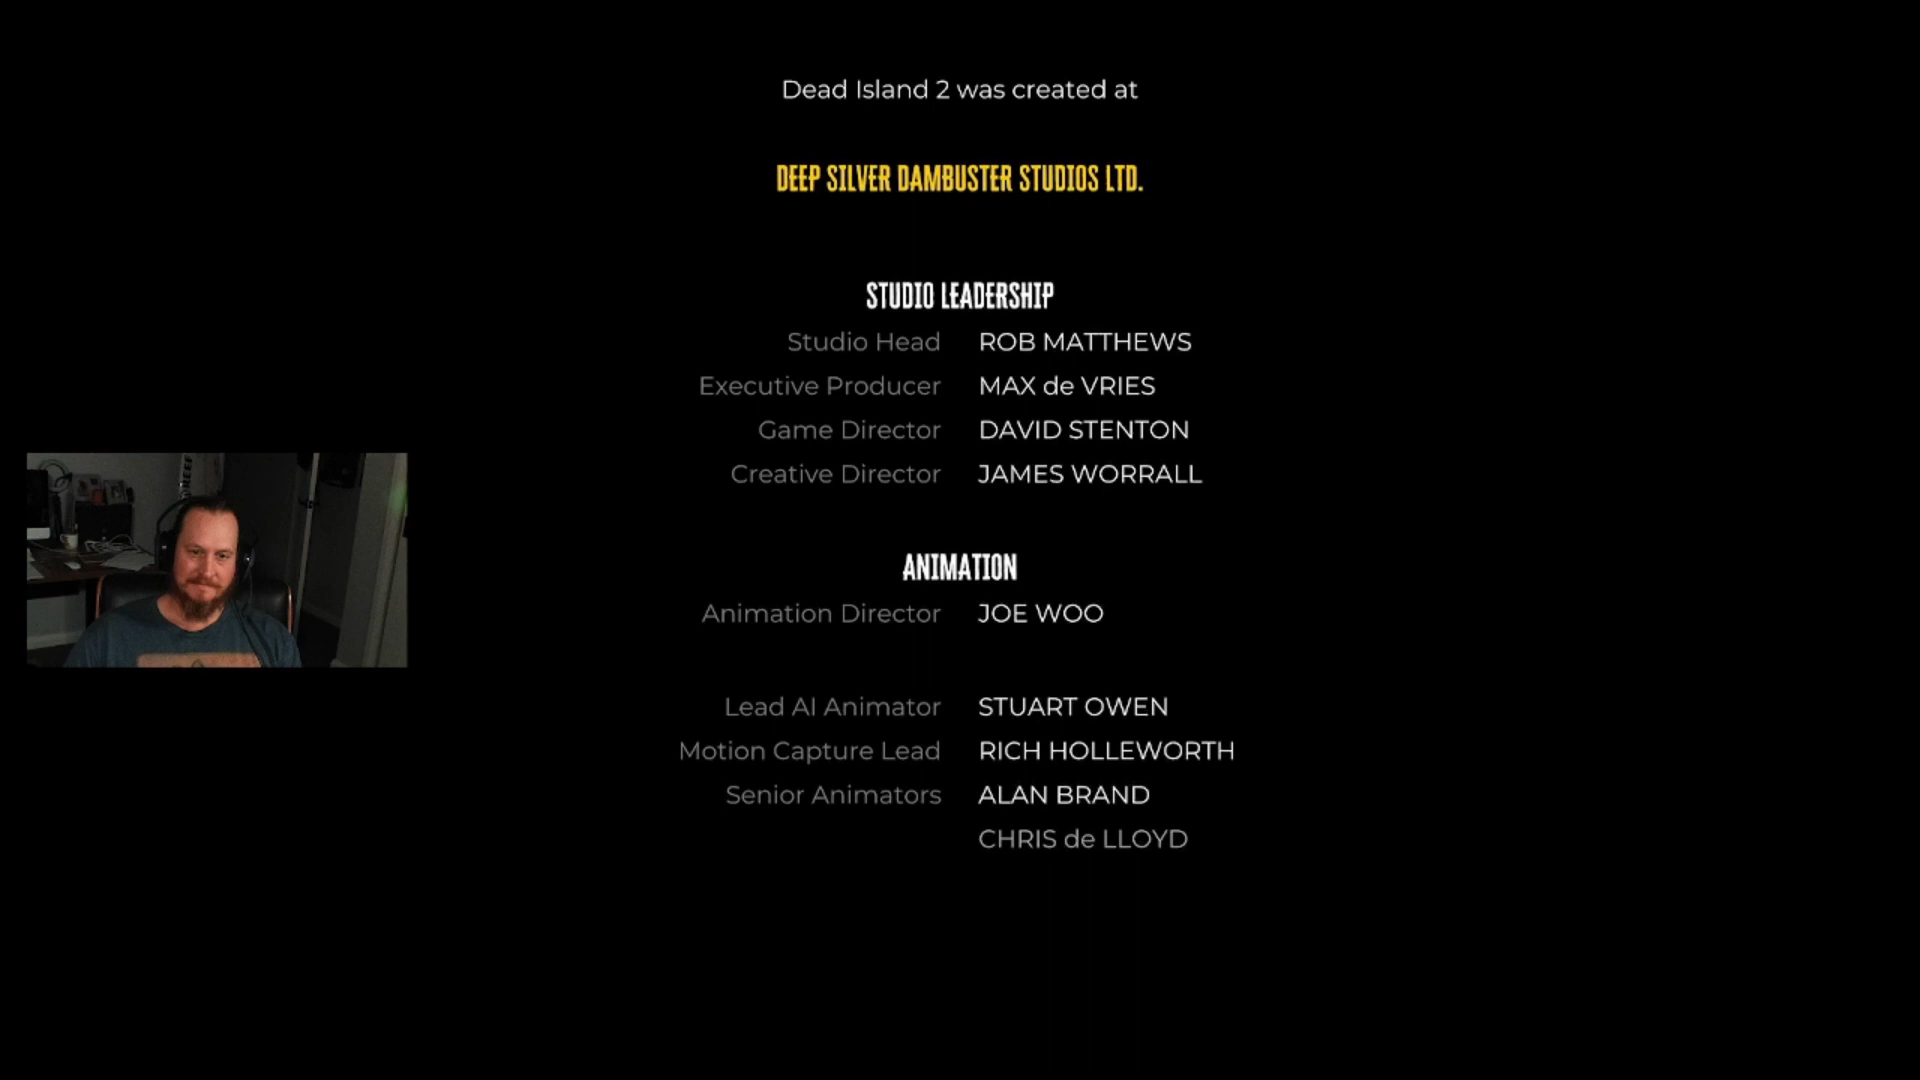 Dead Island 2 was created at
DEEP SILVER DAMBUSTER STUDIOS LTD.
STUDIO LEADERSHIP
Studio Head ROB MATTHEWS
Executive Producer MAX de VRIES
Game Director DAVID STENTON
Creative Director JAMES WORRALL
ANIMATION
Animation Director JOE WOO
Lead AI Animator STUART OWEN
Motion Capture Lead RICH HOLLEWORTH
Senior Animators ALAN BRAND
CHRIS de LLOYD